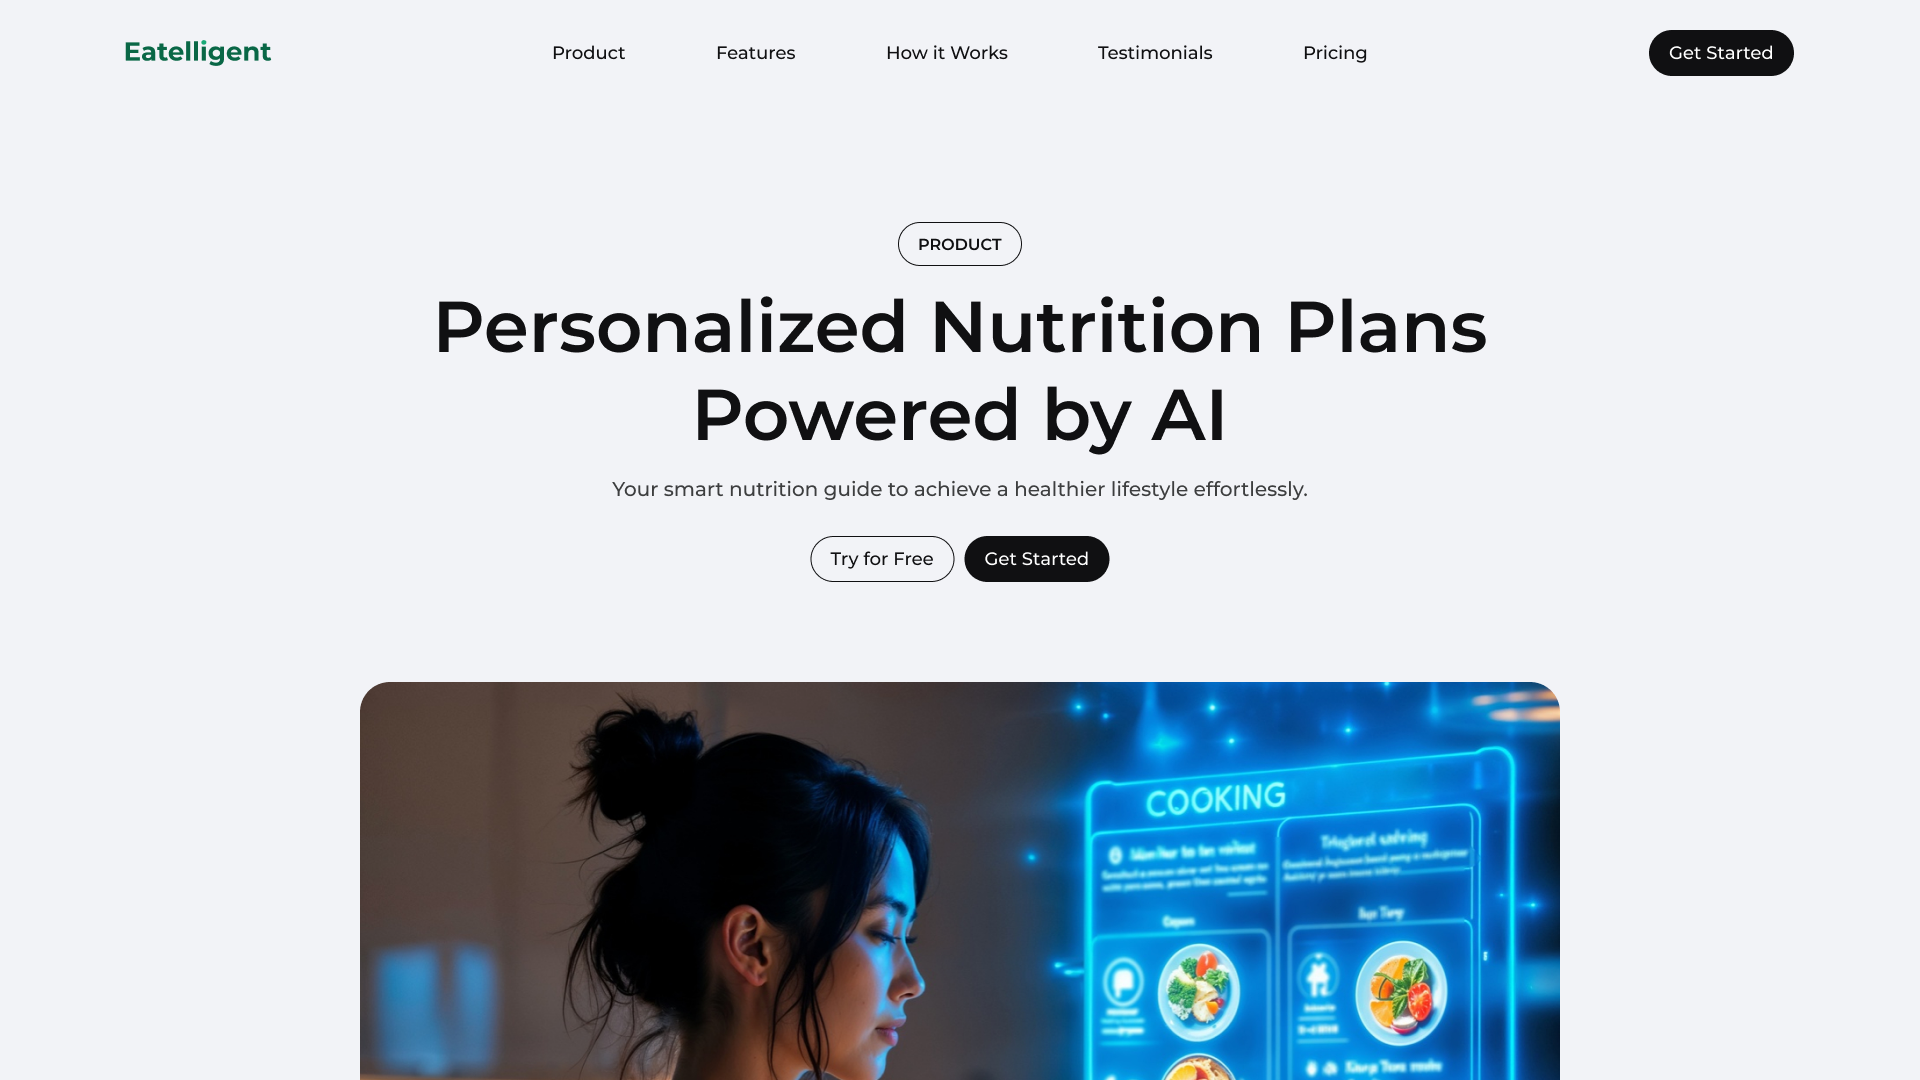 Eatelligent
Product
Features
How it Works
Testimonials
Pricing
Get Started
PRODUCT
Personalized Nutrition Plans
Powered by AI
Your smart nutrition guide to achieve a healthier lifestyle effortlessly.
Try for Free
Get Started
COOKING